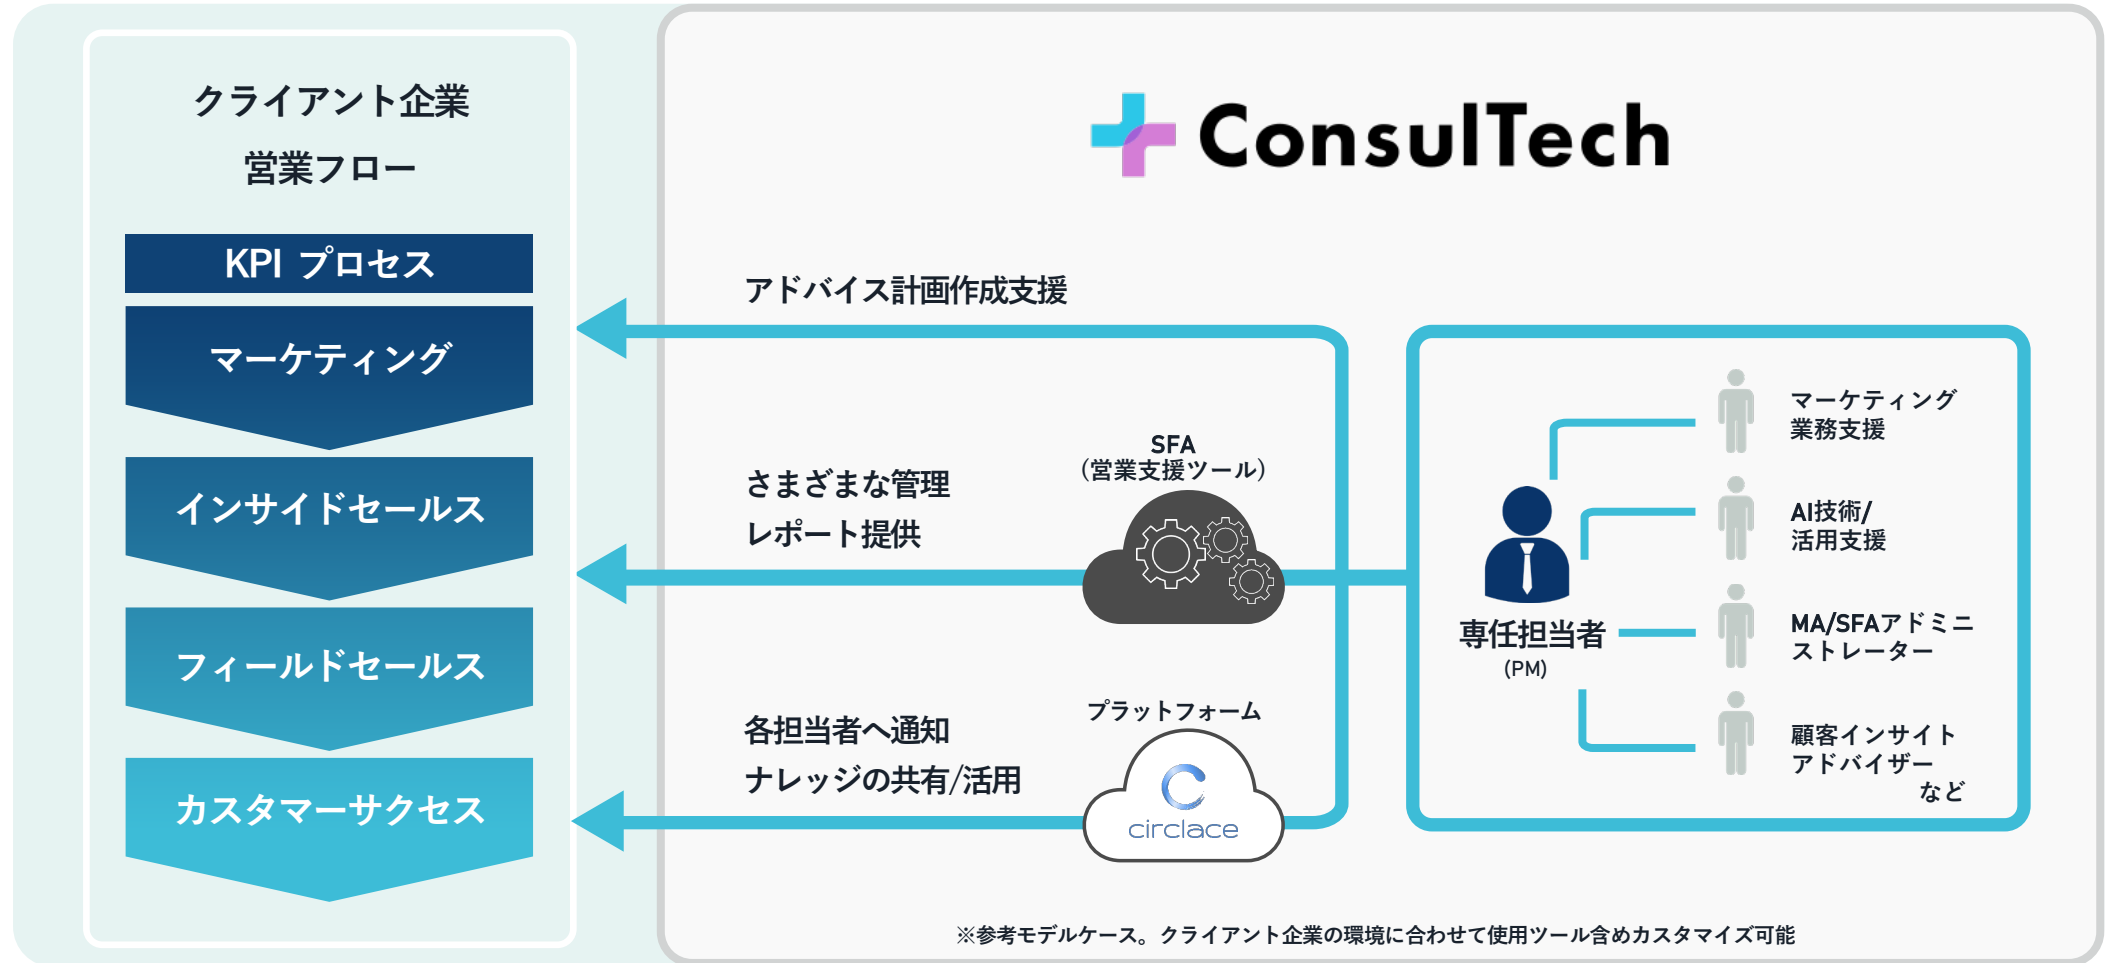 クライアント企業
営業フロー
KPI プロセス
マーケティング
インサイドセールス
フィールドセールス
カスタマーサクセス
ConsulTech
アドバイス計画作成支援
さまざまな管理
レポート提供
SFA
（営業支援ツール）
各担当者へ通知
ナレッジの共有/活用
プラットフォーム
circlace
専任担当者
(PM)
マーケティング
業務支援
AI技術/
活用支援
MA/SFAアドミニ
ストレーター
顧客インサイト
アドバイザー
など
※参考モデルケース。クライアント企業の環境に合わせて使用ツール含めカスタマイズ可能